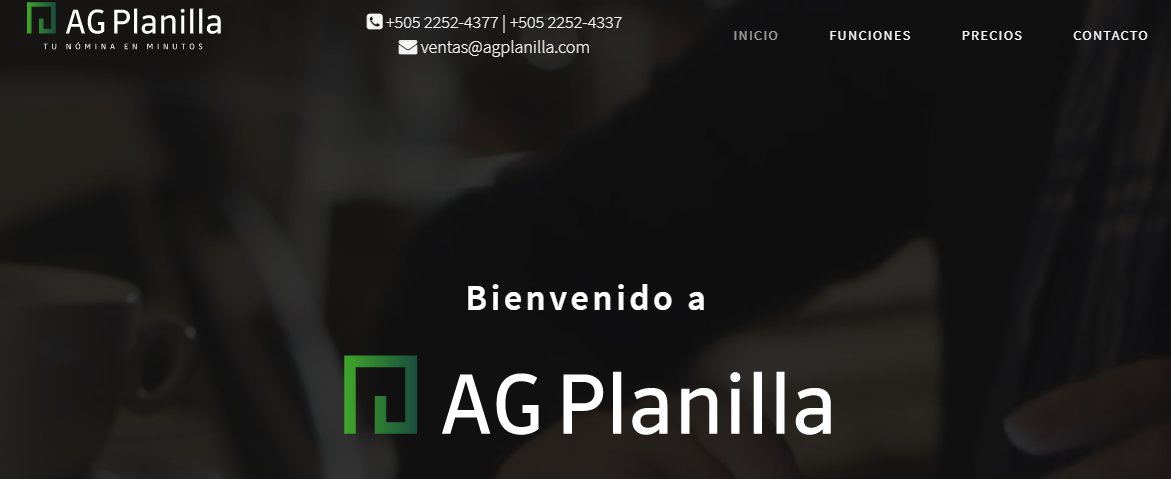 AG Planilla
TU NÓMINA EN MINUTOS
+505 2252-4377 | +505 2252-4337
ventas@agplanilla.com
INICIO FUNCIONES PRECIOS CONTACTO
Bienvenido a
AG Planilla